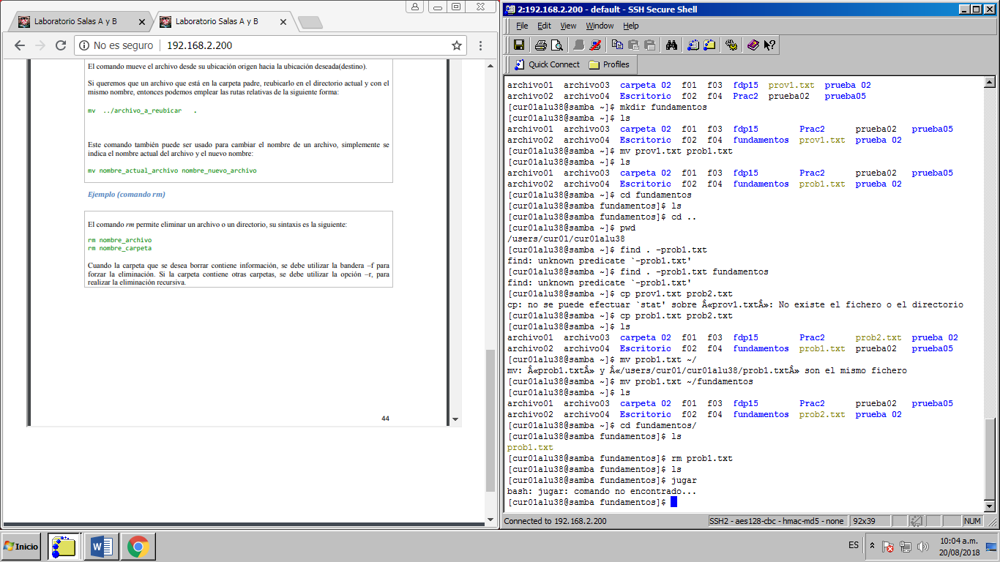 Laboratorio Salas A y B
Laboratorio Salas A y B
No es seguro | 192.168.2.200
El comando mueve el archivo desde su ubicación origen hacia la ubicación deseada(destino).
Si queremos que un archivo que está en la carpeta padre, reubicarlo en el directorio actual y con el
mismo nombre, entonces podemos emplear las rutas relativas de la siguiente forma:
mv ../archivo_a_reubicar .
Este comando también puede ser usado para cambiar el nombre de un archivo, simplemente se
indica el nombre actual del archivo y el nuevo nombre:
mv nombre_actual_archivo nombre_nuevo_archivo
Ejemplo (comando rm)
El comando rm permite eliminar un archivo o un directorio, su sintaxis es la siguiente:
rm nombre_archivo
rm nombre_carpeta
Cuando la carpeta que se desea borrar contiene información, se debe utilizar la bandera –f para
forzar la eliminación. Si la carpeta contiene otras carpetas, se debe utilizar la opción –r, para
realizar la eliminación recursiva.
44
2:192.168.2.200 - default - SSH Secure Shell
File Edit View Window Help
Quick Connect Profiles
archivo01 archivo03 carpeta 02 f01 f03 fdp15 prov1.txt prueba 02
archivo02 archivo04 Escritorio f02 f04 Prac2 prueba02 prueba05
[cur01alu38@samba ~]$ mkdir fundamentos
[cur01alu38@samba ~]$ ls
archivo01 archivo03 carpeta 02 f01 f03 fdp15 Prac2 prueba02 prueba05
archivo02 archivo04 Escritorio f02 f04 fundamentos prov1.txt prueba 02
[cur01alu38@samba ~]$ mv prov1.txt prob1.txt
[cur01alu38@samba ~]$ ls
archivo01 archivo03 carpeta 02 f01 f03 fdp15 Prac2 prueba02 prueba05
archivo02 archivo04 Escritorio f02 f04 fundamentos prob1.txt prueba 02
[cur01alu38@samba ~]$ cd fundamentos
[cur01alu38@samba fundamentos]$ ls
[cur01alu38@samba fundamentos]$ cd ..
[cur01alu38@samba ~]$ pwd
/users/cur01/cur01alu38
[cur01alu38@samba ~]$ find . -prob1.txt
find: unknown predicate `-prob1.txt'
[cur01alu38@samba ~]$ find . -prob1.txt fundamentos
find: unknown predicate `-prob1.txt'
[cur01alu38@samba ~]$ cp prov1.txt prob2.txt
cp: no se puede efectuar `stat' sobre Â«prov1.txtÂ»: No existe el fichero o el directorio
[cur01alu38@samba ~]$ cp prob1.txt prob2.txt
[cur01alu38@samba ~]$ ls
archivo01 archivo03 carpeta 02 f01 f03 fdp15 Prac2 prob2.txt prueba 02
archivo02 archivo04 Escritorio f02 f04 fundamentos prob1.txt prueba02 prueba05
[cur01alu38@samba ~]$ mv prob1.txt ~/
mv: Â«prob1.txtÂ» y Â«/users/cur01/cur01alu38/prob1.txtÂ» son el mismo fichero
[cur01alu38@samba ~]$ mv prob1.txt ~/fundamentos
[cur01alu38@samba ~]$ ls
archivo01 archivo03 carpeta 02 f01 f03 fdp15 Prac2 prueba02 prueba05
archivo02 archivo04 Escritorio f02 f04 fundamentos prob2.txt prueba 02
[cur01alu38@samba ~]$ cd fundamentos/
[cur01alu38@samba fundamentos]$ ls
prob1.txt
[cur01alu38@samba fundamentos]$ rm prob1.txt
[cur01alu38@samba fundamentos]$ ls
[cur01alu38@samba fundamentos]$ jugar
bash: jugar: comando no encontrado...
[cur01alu38@samba fundamentos]$
Connected to 192.168.2.200 SSH2 - aes128-cbc - hmac-md5 - none 92x39 NUM
Inicio
ES
10:04 a.m.
20/08/2018